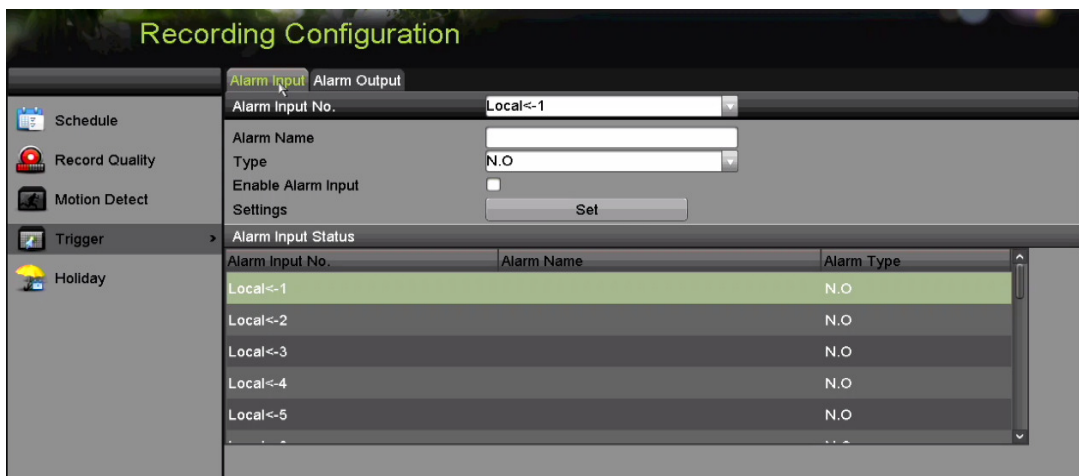 Recording Configuration
Alarm Input Alarm Output
Schedule
Record Quality
Motion Detect
Trigger >
Holiday
Alarm Input No. Local<-1
Alarm Name
Type N.O
Enable Alarm Input
Settings Set
Alarm Input Status
Alarm Input No. Alarm Name Alarm Type
Local<-1 N.O
Local<-2 N.O
Local<-3 N.O
Local<-4 N.O
Local<-5 N.O